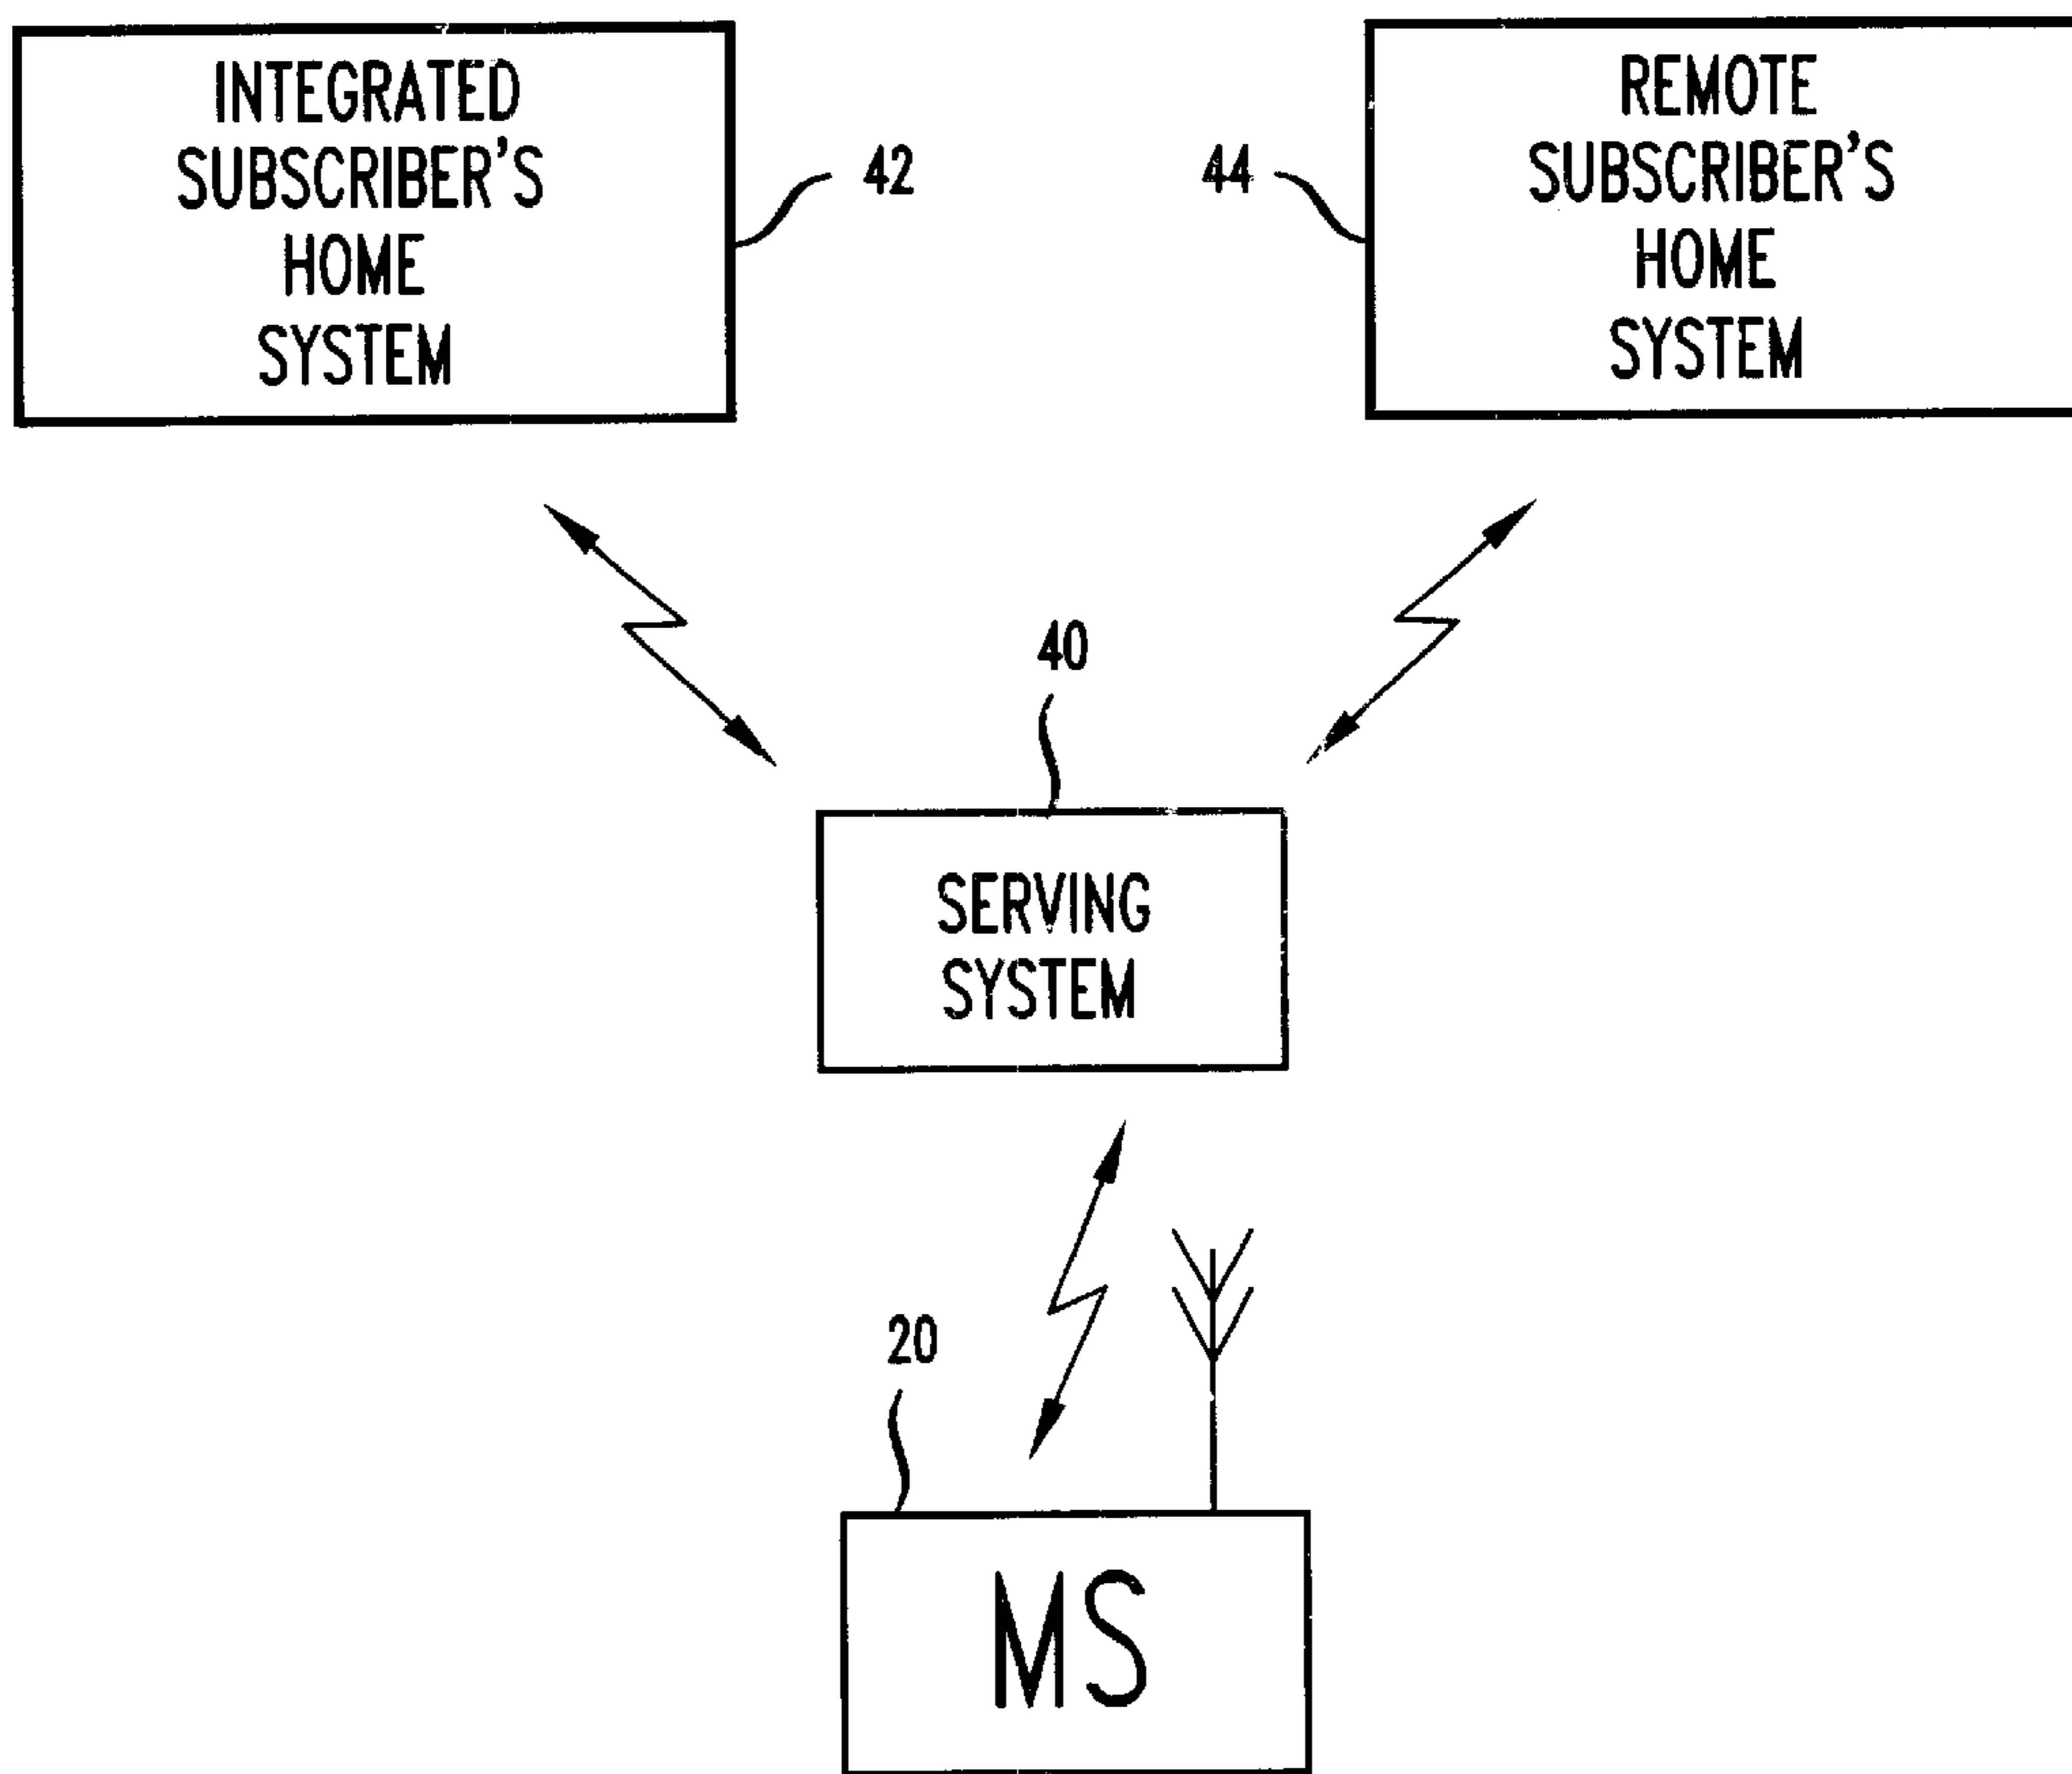 INTEGRATED
SUBSCRIBER'S
HOME
SYSTEM
42
44
REMOTE
SUBSCRIBER'S
HOME
SYSTEM
40
SERVING
SYSTEM
20
MS